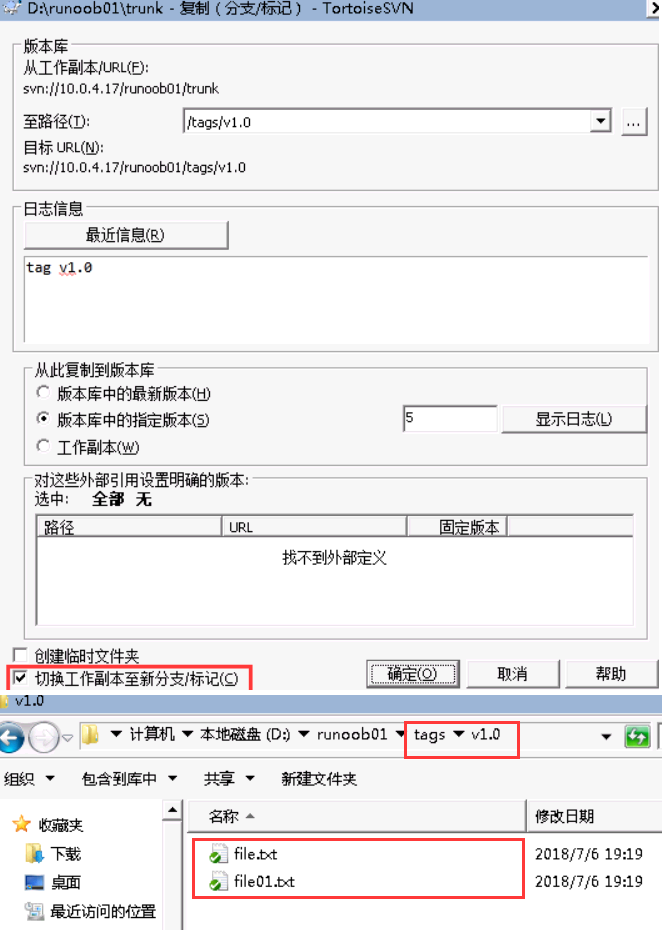 D:\runoob01\trunk - 复制（分支/标记） - TortoiseSVN
版本库
从工作副本/URL(F):
svn://10.0.4.17/runoob01/trunk
至路径(T): /tags/v1.0 ...
目标 URL(N):
svn://10.0.4.17/runoob01/tags/v1.0
日志信息
最近信息(R)
tag v1.0
从此复制到版本库
版本库中的最新版本(H)
版本库中的指定版本(S) 5 显示日志(L)
工作副本(W)
对这些外部引用设置明确的版本:
选中: 全部 无
路径 URL 固定版本
找不到外部定义
创建临时文件夹
切换工作副本至新分支/标记(C) 确定(O) 取消 帮助
v1.0
计算机 本地磁盘 (D:) runoob01 tags v1.0
组织 包含到库中 共享 新建文件夹
收藏夹 名称 修改日期
下载 file.txt 2018/7/6 19:19
桌面 file01.txt 2018/7/6 19:19
最近访问的位置